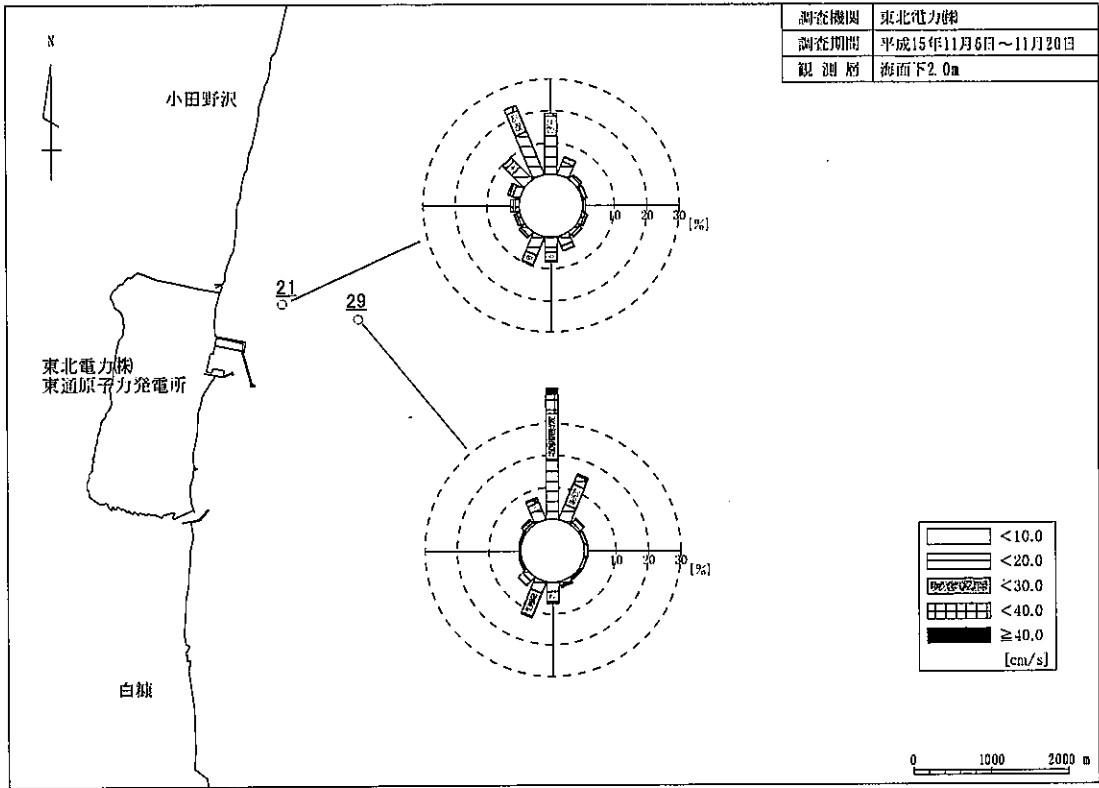 調査機関 東北電力㈱
調査期間 平成15年11月6日～11月20日
観測層 海面下2.0m
N
小田野沢
10 20 30
[%]
21
29
東北電力㈱
東通原子力発電所
10 20 30
[%]
<10.0
<20.0
<30.0
<40.0
≧40.0
[cm/s]
白糠
0 1000 2000 m